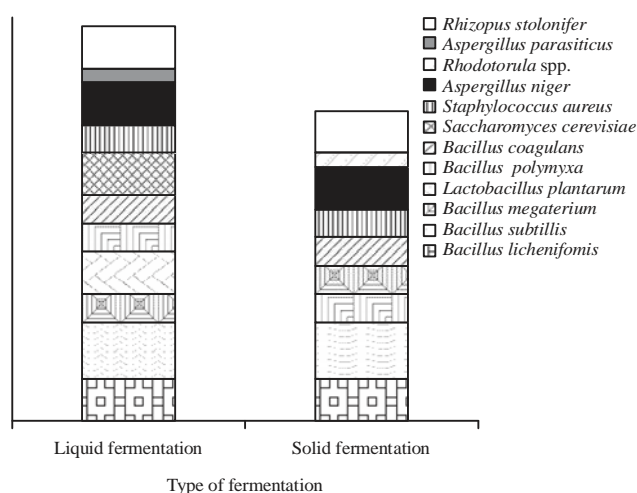 Rhizopus stolonifer
Aspergillus parasiticus
Rhodotorula spp.
Aspergillus niger
Staphylococcus aureus
Saccharomyces cerevisiae
Bacillus coagulans
Bacillus polymyxa
Lactobacillus plantarum
Bacillus megaterium
Bacillus subtillis
Bacillus lichenifomis
Liquid fermentation
Solid fermentation
Type of fermentation